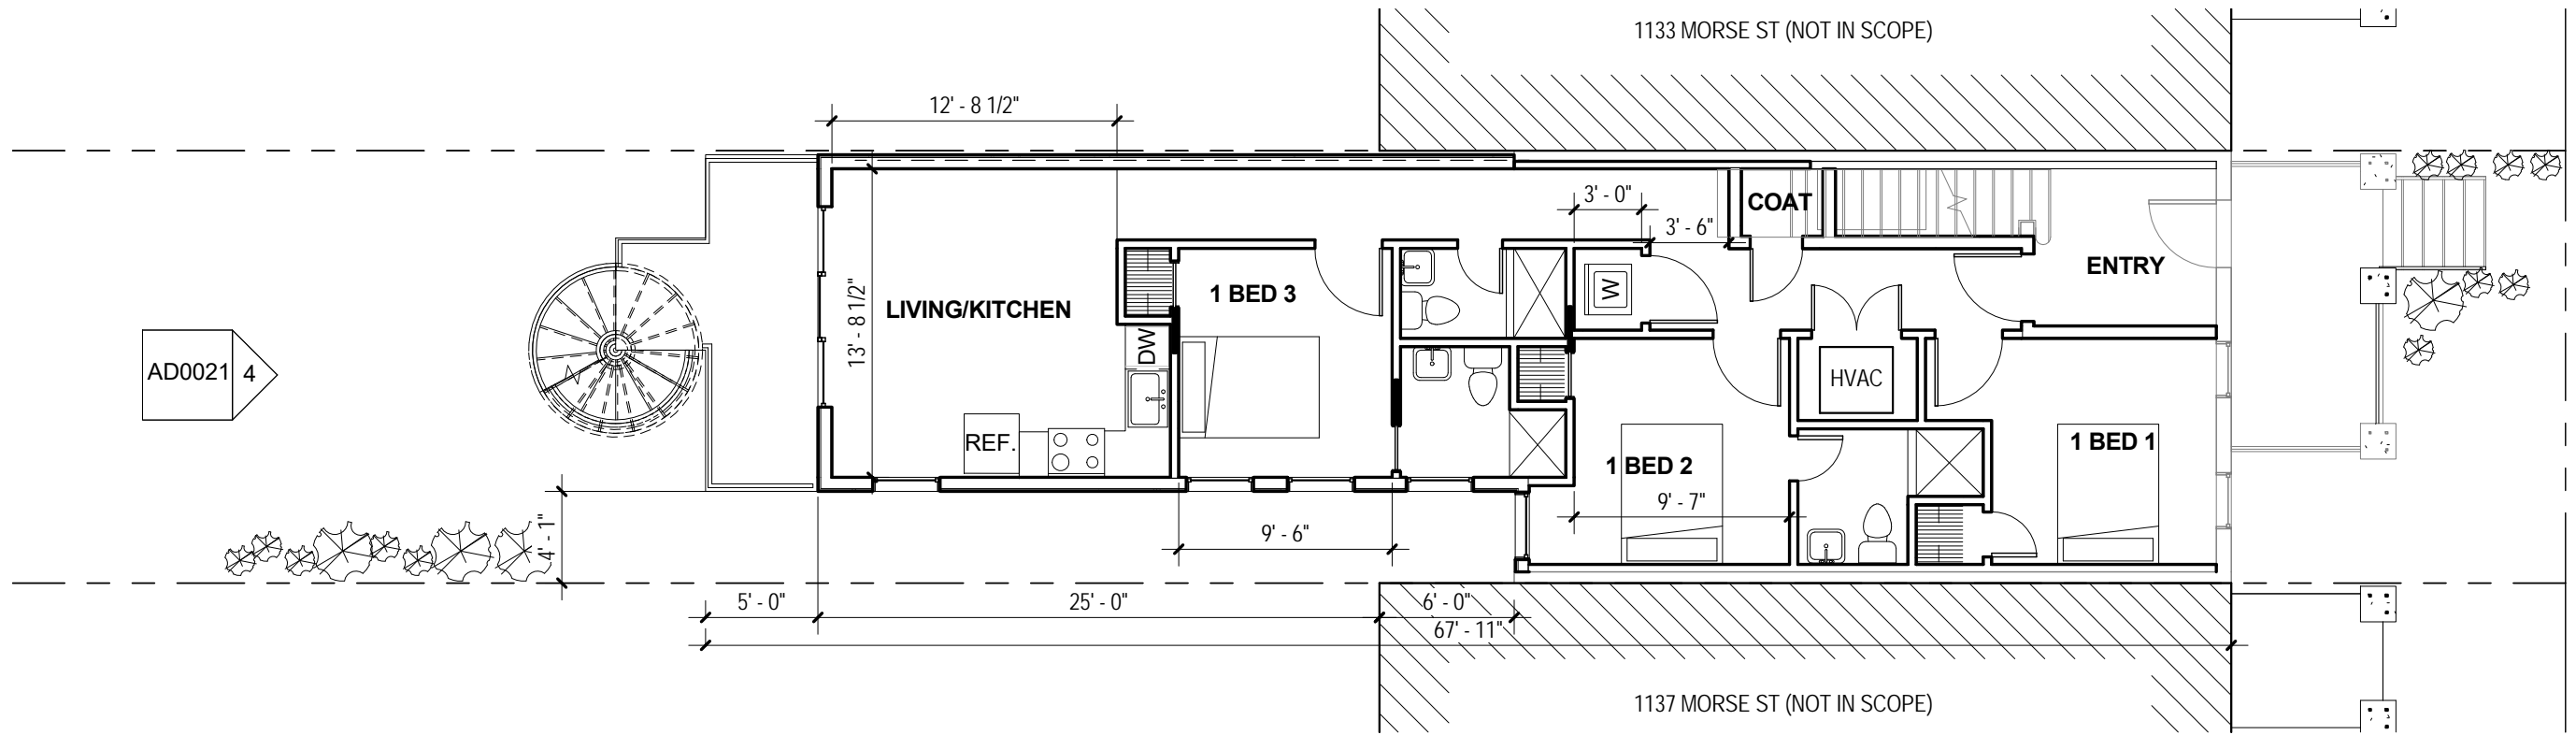 1133 MORSE ST (NOT IN SCOPE)
12' - 8 1/2"
3' - 0"
COAT
3' - 6"
ENTRY
1 BED 3
W
LIVING/KITCHEN
13' - 8 1/2"
DW
AD0021 4
HVAC
REF.
1 BED 2
1 BED 1
9' - 7"
4' - 1"
9' - 6"
5' - 0"
25' - 0"
6' - 0"
67' - 11"
1137 MORSE ST (NOT IN SCOPE)